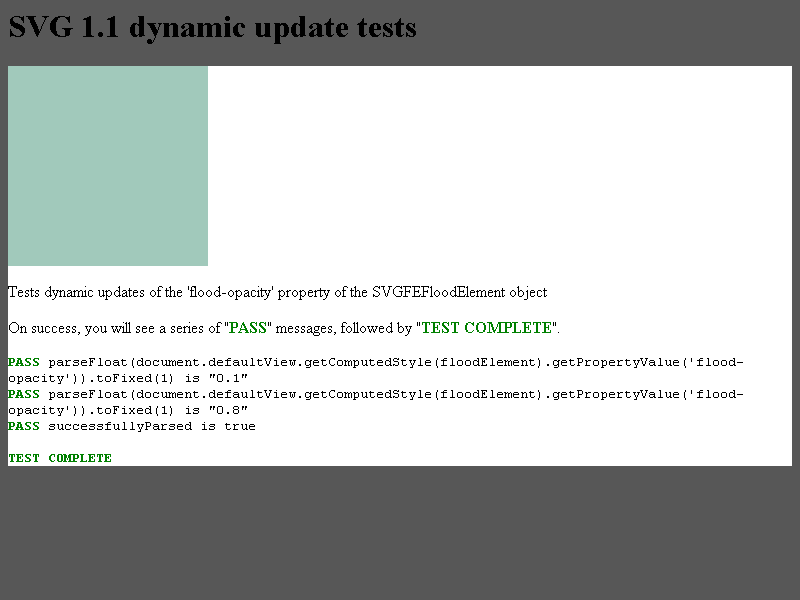 SVG 1.1 dynamic update tests
Tests dynamic updates of the 'flood-opacity' property of the SVGFEFloodElement object
On success, you will see a series of "PASS" messages, followed by "TEST COMPLETE".
PASS parseFloat(document.defaultView.getComputedStyle(floodElement).getPropertyValue('flood-
opacity')).toFixed(1) is "0.1"
PASS parseFloat(document.defaultView.getComputedStyle(floodElement).getPropertyValue('flood-
opacity')).toFixed(1) is "0.8"
PASS successfullyParsed is true
TEST COMPLETE